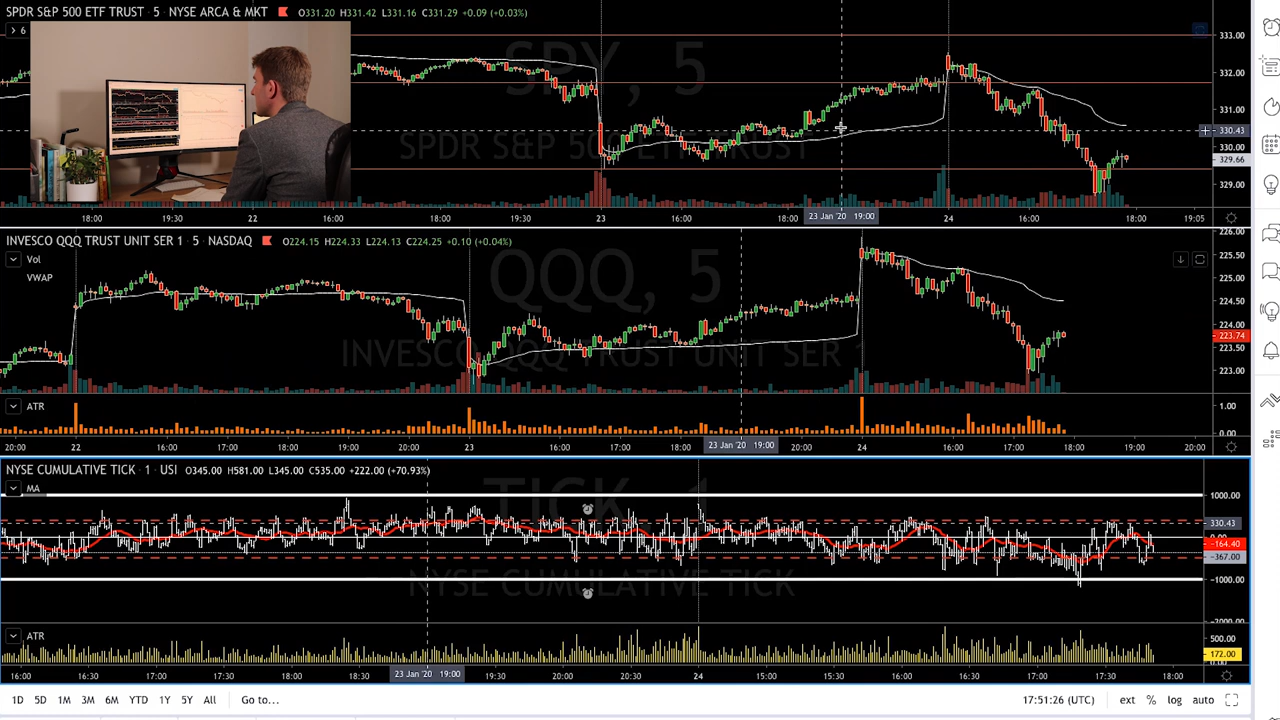 SPDR S&P 500 ETF TRUST · 5 · NYSE ARCA & MKT O331.20 H331.42 L331.16 C331.29 +0.09 (+0.03%)
6
333.00
SPY, 5
332.00
331.00
330.43
SPDR S&P 500 ETF TRUST
330.00
329.66
329.00
18:00 19:30 22 16:00 18:00 19:30 23 16:00 18:00 23 Jan '20 19:00 24 16:00 18:00 19:05
INVESCO QQQ TRUST UNIT SER 1 · 5 · NASDAQ O224.15 H224.33 L224.13 C224.25 +0.10 (+0.04%)
226.00
Vol
225.50
VWAP
QQQ, 5
225.00
224.50
224.00
223.74
INVESCO QQQ TRUST UNIT SER 1
223.50
223.00
ATR
1.00
0.00
20:00 22 16:00 17:00 18:00 19:00 20:00 23 16:00 17:00 18:00 23 Jan '20 19:00 20:00 24 16:00 17:00 18:00 19:00 20:00
NYSE CUMULATIVE TICK · 1 · USI O345.00 H581.00 L345.00 C535.00 +222.00 (+70.93%)
MA
1000.00
TICK, 1
330.43
0.00
-164.40
-367.00
NYSE CUMULATIVE TICK
-1000.00
-2000.00
ATR
500.00
172.00
16:00 16:30 17:00 17:30 18:00 18:30 23 Jan '20 19:00 19:30 20:00 20:30 24 15:00 15:30 16:00 16:30 17:00 17:30 18:00
1D 5D 1M 3M 6M YTD 1Y 5Y All Go to... 17:51:26 (UTC) ext % log auto